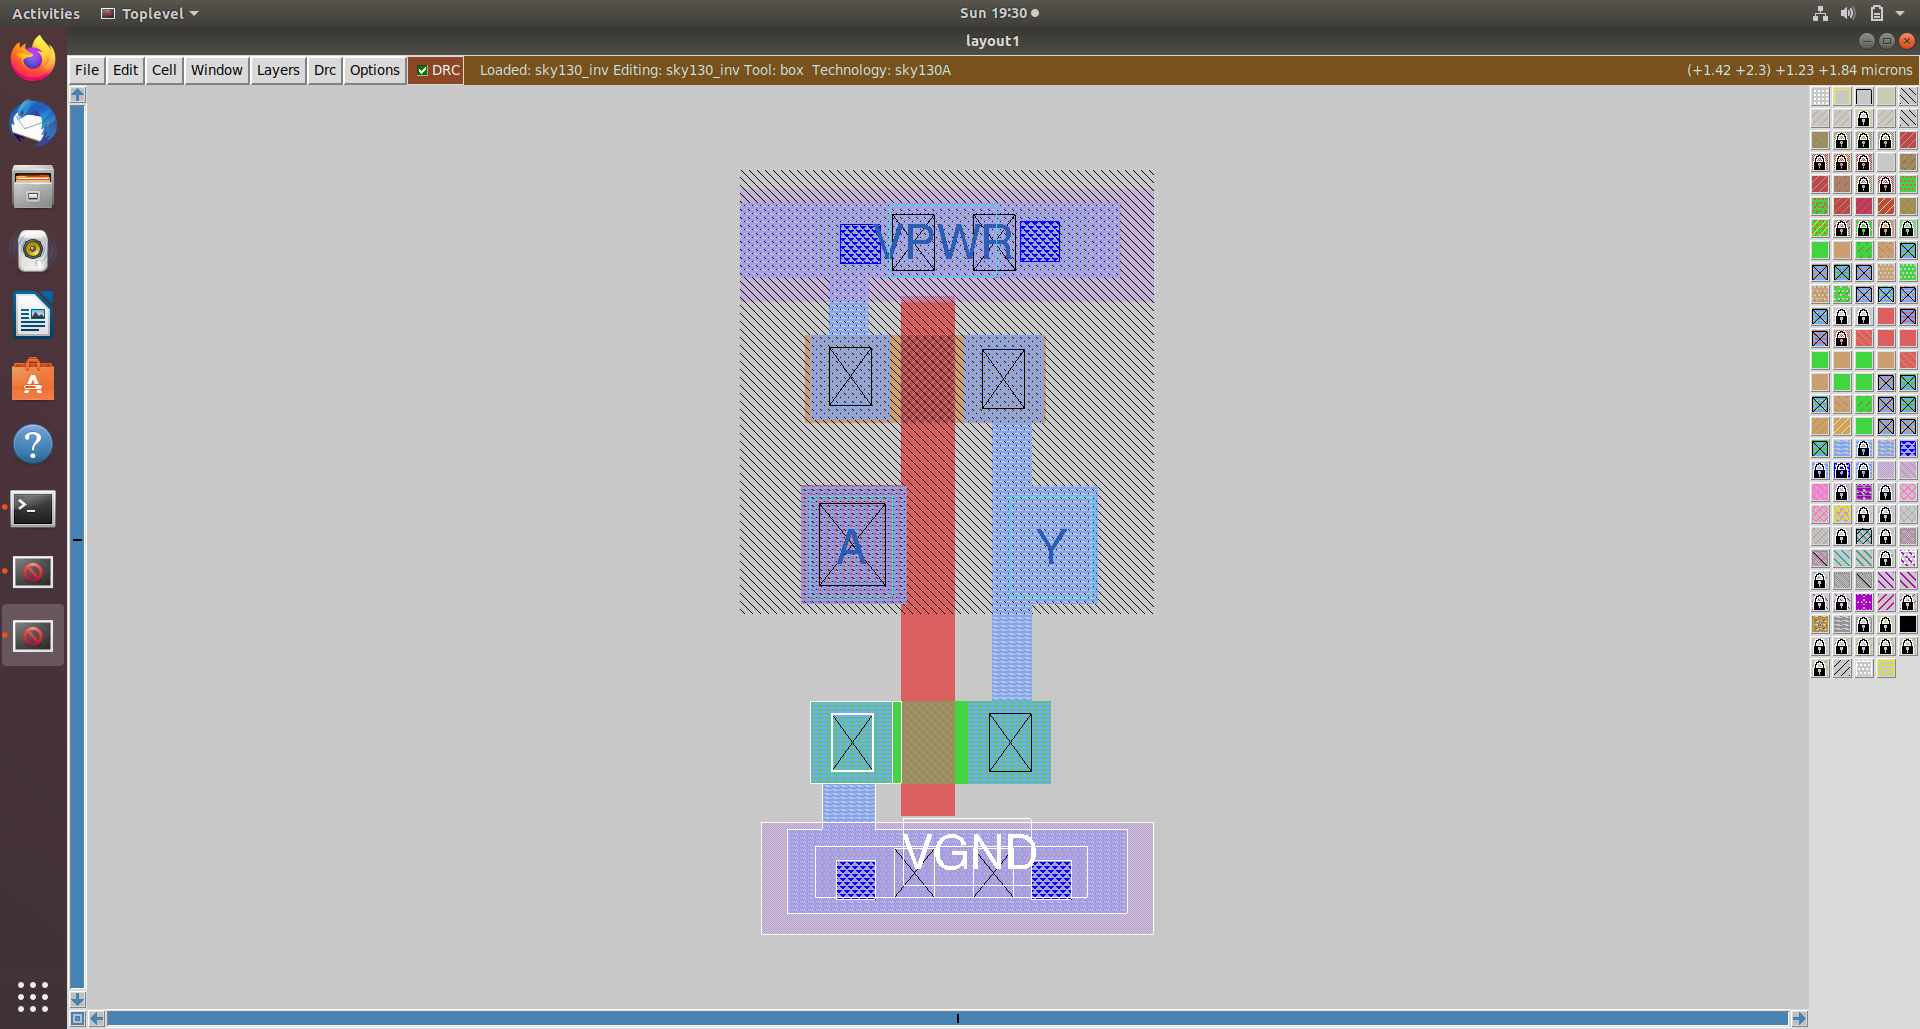 Activities Toplevel Sun 19:30
layout1
File Edit Cell Window Layers Drc Options DRC Loaded: sky130_inv Editing: sky130_inv Tool: box Technology: sky130A (+1.42 +2.3) +1.23 +1.84 microns
VPWR
A Y
VGND